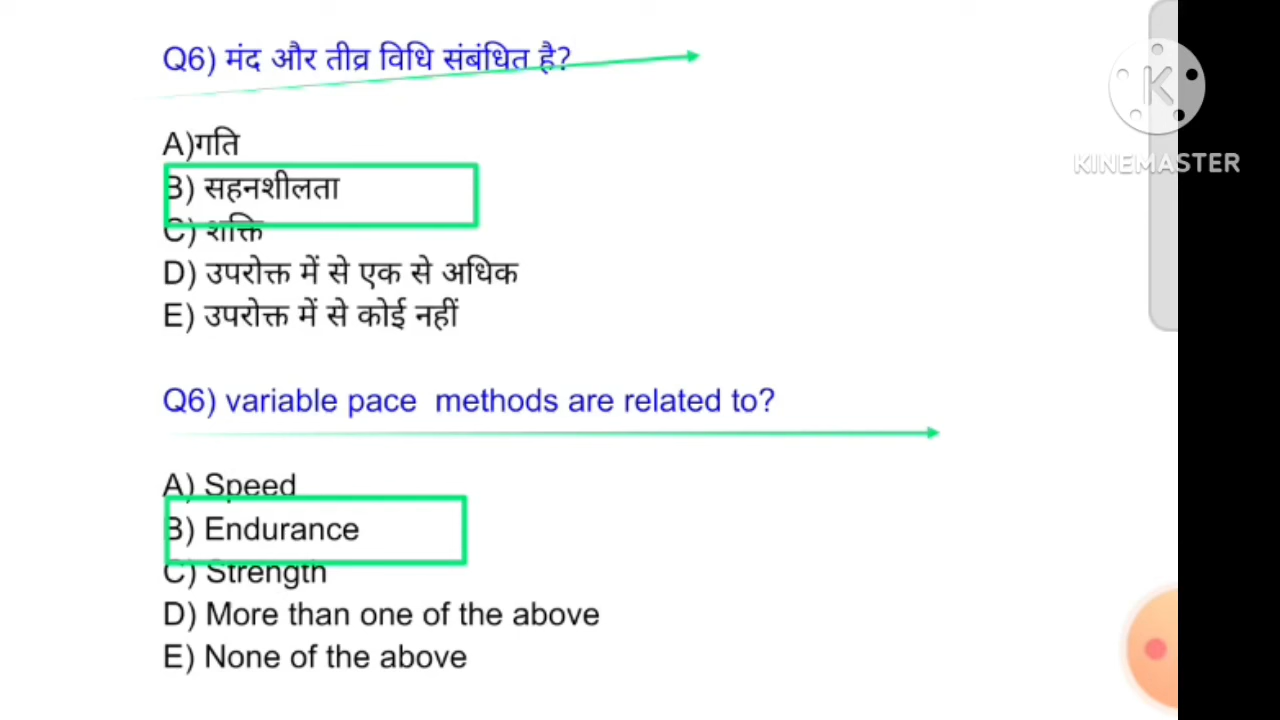 Q6) मंद और तीव्र विधि संबंधित है?
A)गति
B) सहनशीलता
C) शक्ति
D) उपरोक्त में से एक से अधिक
E) उपरोक्त में से कोई नहीं
Q6) variable pace methods are related to?
A) Speed
B) Endurance
C) Strength
D) More than one of the above
E) None of the above
K
KINEMASTER